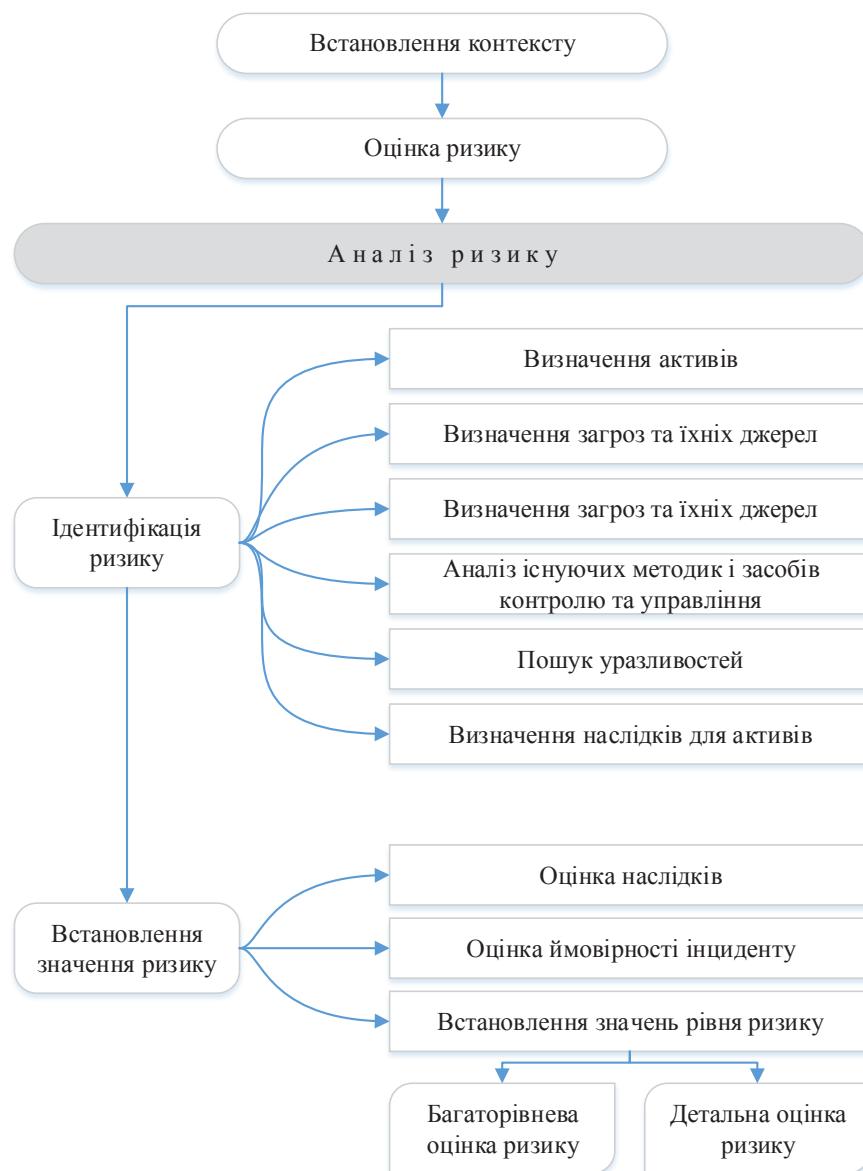 Встановлення контексту
Оцінка ризику
Аналіз ризику
Визначення активів
Визначення загроз та їхніх джерел
Визначення загроз та їхніх джерел
Ідентифікація
ризику
Аналіз існуючих методик і засобів
контролю та управління
Пошук уразливостей
Визначення наслідків для активів
Оцінка наслідків
Встановлення
значення ризику
Оцінка ймовірності інциденту
Встановлення значень рівня ризику
Багаторівнева
оцінка ризику
Детальна оцінка
ризику